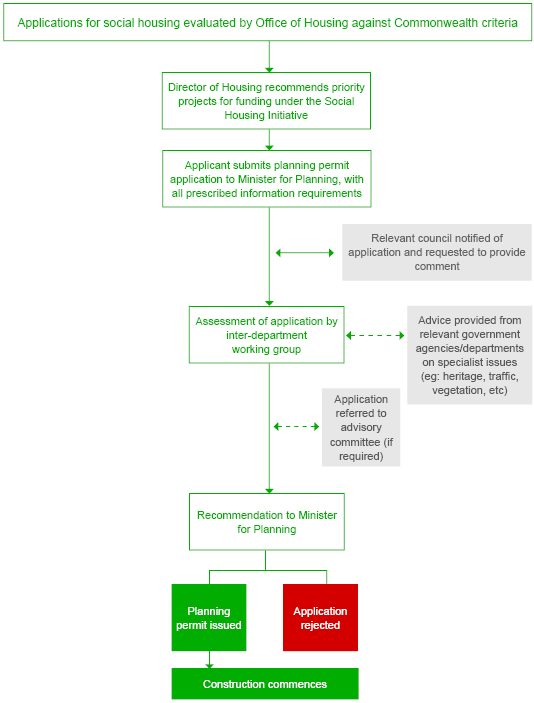 Applications for social housing evaluated by Office of Housing against Commonwealth criteria
Director of Housing recommends priority
projects for funding under the Social
Housing Initiative
Applicant submits planning permit
application to Minister for Planning, with
all prescribed information requirements
Relevant council notified of
application and requested to provide
comment
Assessment of application by
inter-department
working group
Advice provided from
relevant government
agencies/departments
on specialist issues
(eg: heritage, traffic,
vegetation, etc)
Application
referred to
advisory
committee (if
required)
Recommendation to Minister
for Planning
Planning
permit issued
Application
rejected
Construction commences